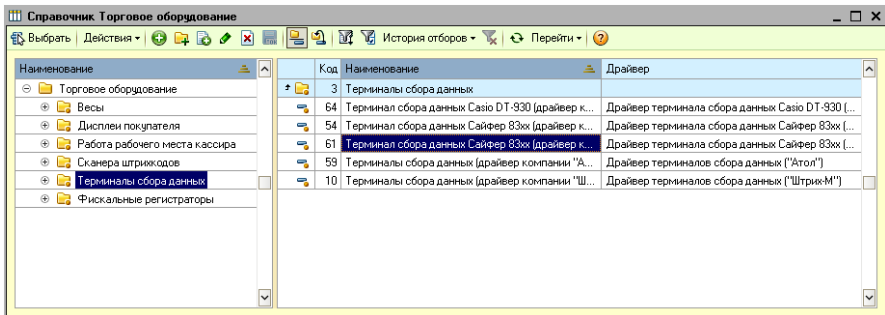 Справочник Торговое оборудование
Выбрать Действия История отборов Перейти
Наименование
Торговое оборудование
Весы
Дисплеи покупателя
Работа рабочего места кассира
Сканера штрихкодов
Терминалы сбора данных
Фискальные регистраторы
Код Наименование Драйвер
3 Терминалы сбора данных
64 Терминал сбора данных Casio DT-930 (драйвер к... Драйвер терминала сбора данных Casio DT-930 (...
54 Терминал сбора данных Сайфер 83xx (драйвер к... Драйвер терминала сбора данных Сайфер 83xx (...
61 Терминал сбора данных Сайфер 83xx (драйвер к... Драйвер терминала сбора данных Сайфер 83xx (...
59 Терминалы сбора данных (драйвер компании "А... Драйвер терминалов сбора данных ("Атол")
10 Терминалы сбора данных (драйвер компании "Ш... Драйвер терминалов сбора данных ("Штрих-М")